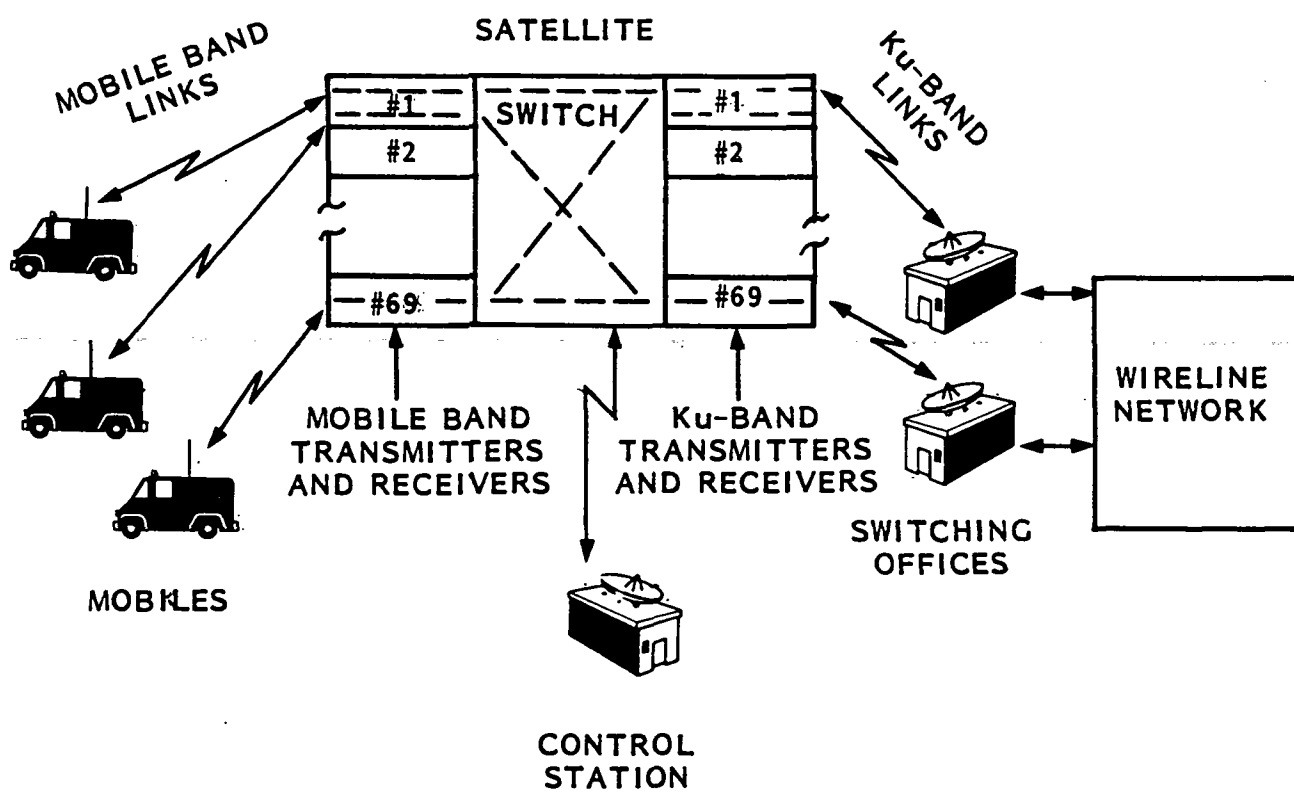 SATELLITE
MOBILE BAND
LINKS
Ku-BAND
LINKS
#1
SWITCH
#1
#2
#2
#69
#69
MOBILE BAND
TRANSMITTERS
AND RECEIVERS
Ku-BAND
TRANSMITTERS
AND RECEIVERS
WIRELINE
NETWORK
SWITCHING
OFFICES
MOBILES
CONTROL
STATION